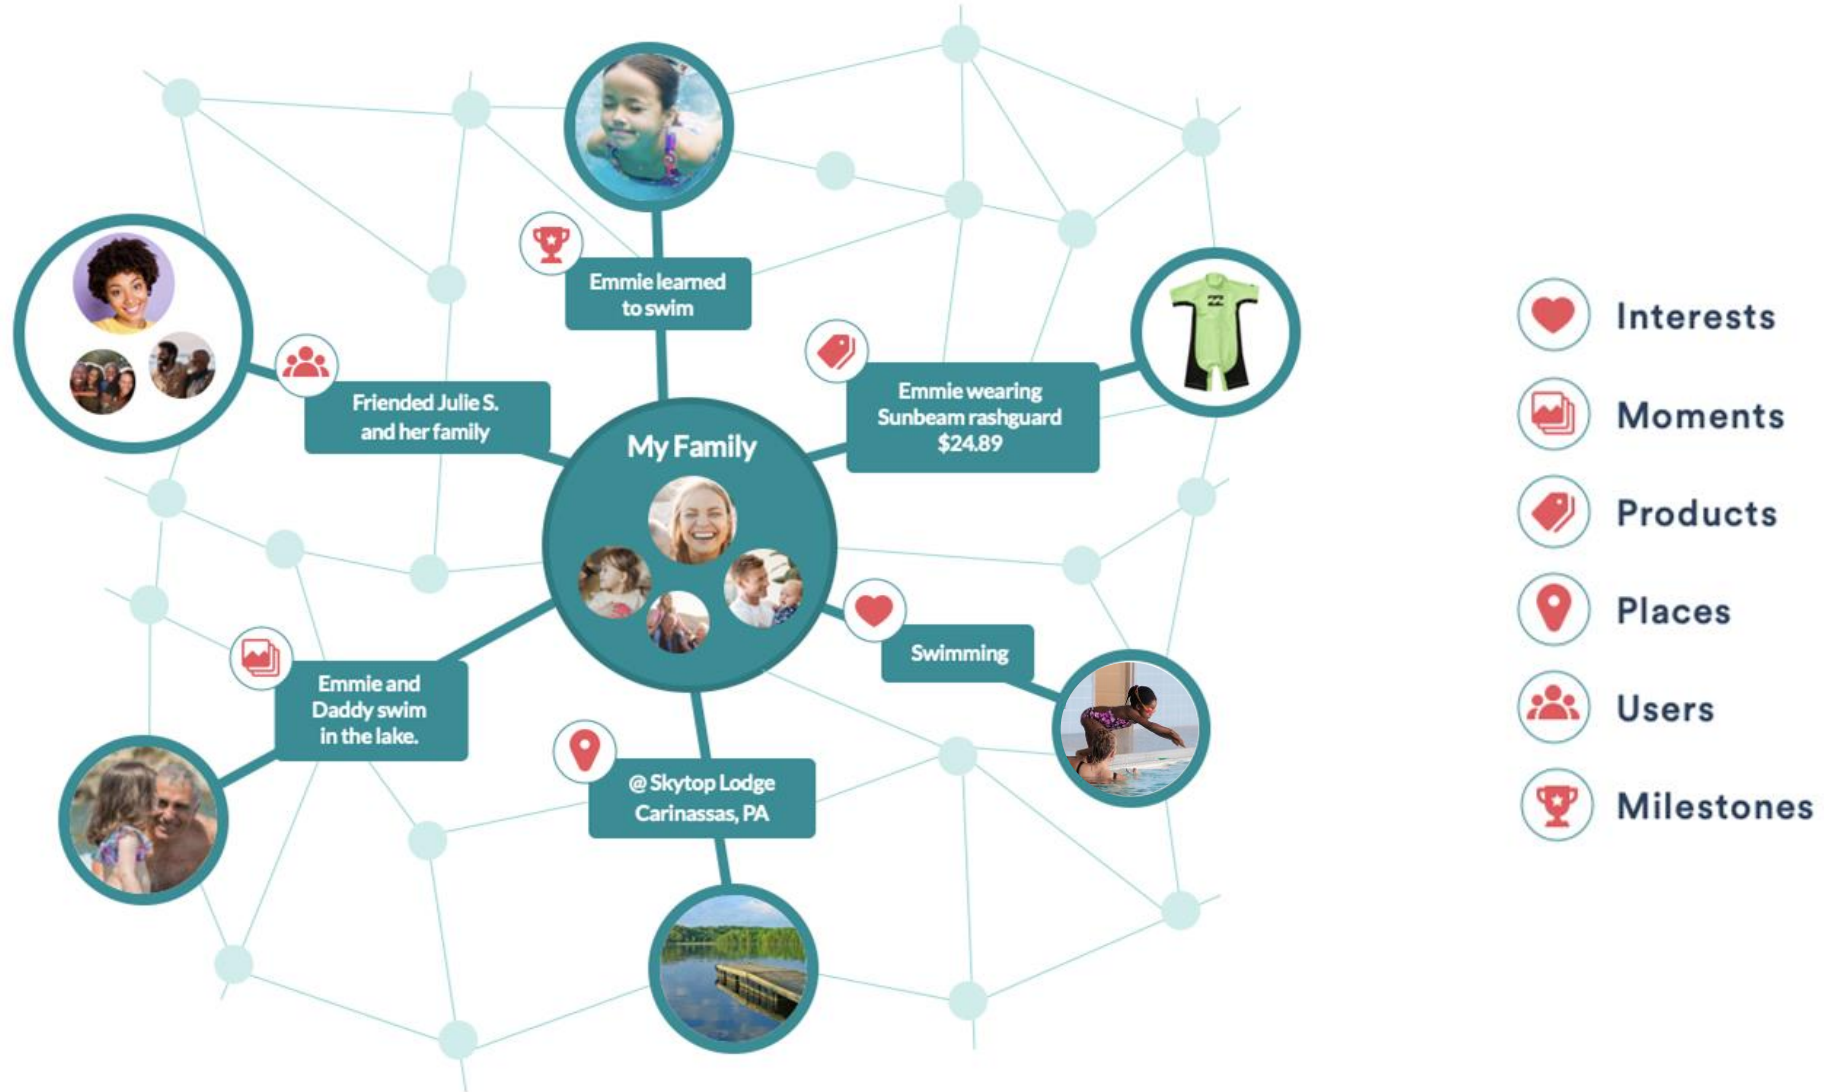 Emmie learned
to swim
Friended Julie S.
and her family
Emmie wearing
Sunbeam rashguard
$24.89
My Family
Swimming
Emmie and
Daddy swim
in the lake.
@ Skytop Lodge
Carinassas, PA
Interests
Moments
Products
Places
Users
Milestones